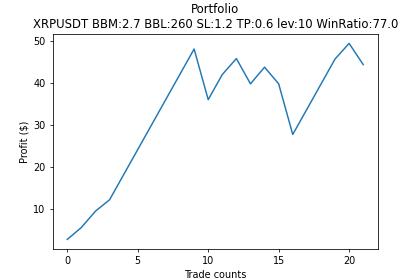 Portfolio
XRPUSDT BBM:2.7 BBL:260 SL:1.2 TP:0.6 lev:10 WinRatio:77.0
50
40
30
20
10
Profit ($)
0 5 10 15 20
Trade counts